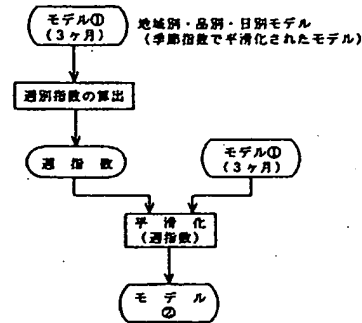 モデル①
(3ヶ月)
地域別・品別・日別モデル
(季節指数で平滑化されたモデル)
週別指数の算出
週 指 数
モデル①
(3ヶ月)
平 滑 化
(週指数)
モ デ ル
②